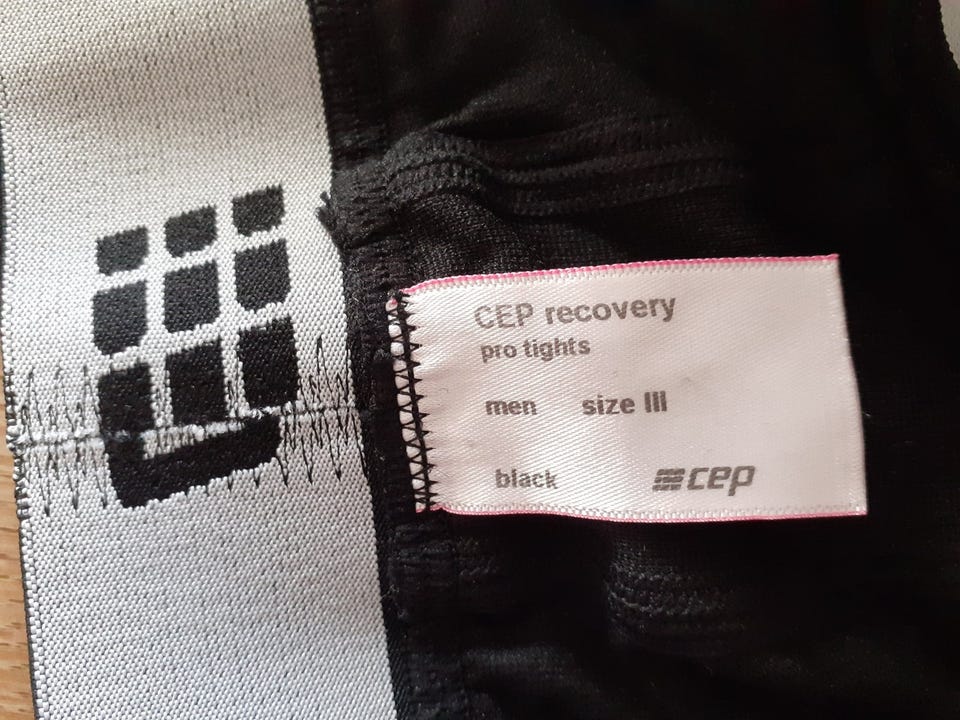 CEP recovery
pro tights
men size III
black cep